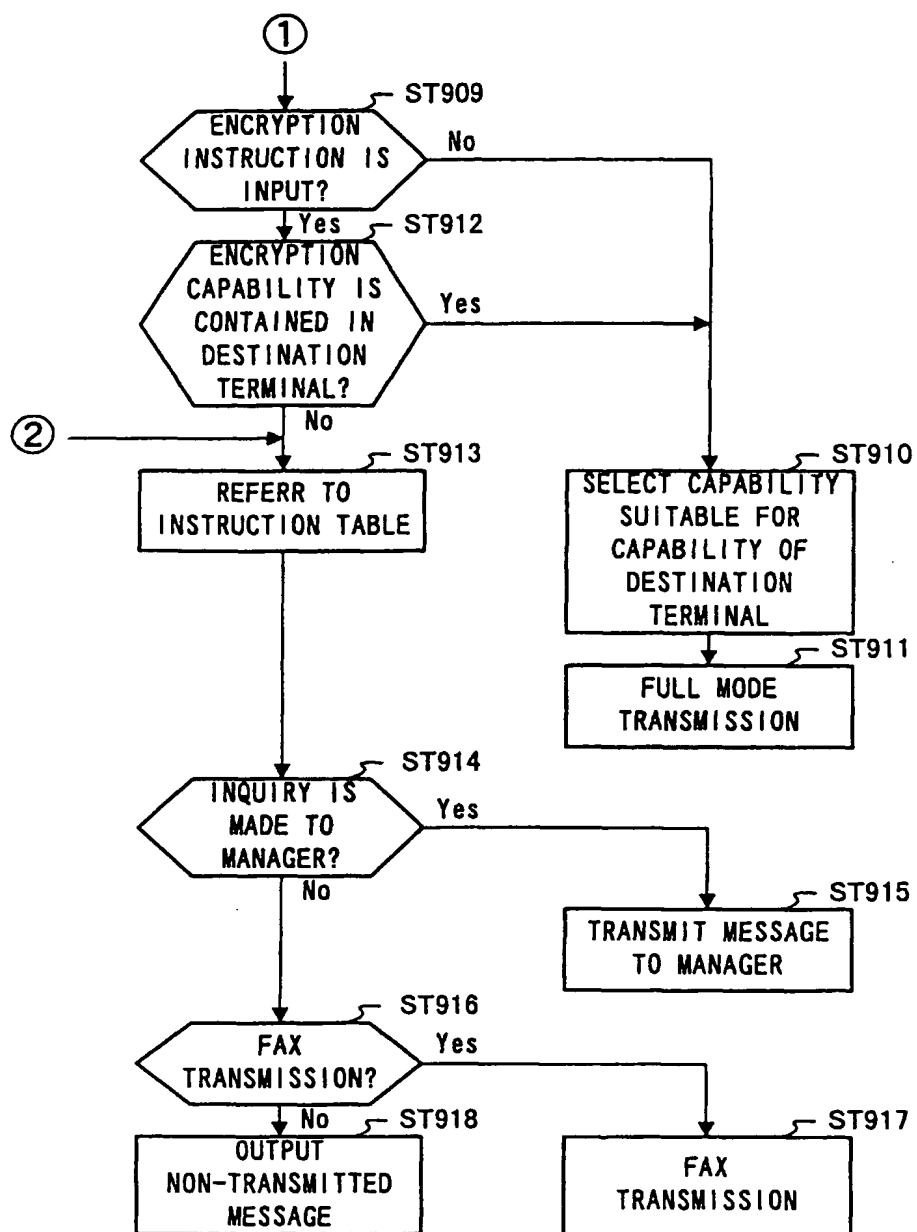 ①
ST909
ENCRYPTION
INSTRUCTION IS
INPUT?
No
Yes
ST912
ENCRYPTION
CAPABILITY IS
CONTAINED IN
DESTINATION
TERMINAL?
Yes
No
②
ST913
REFERR TO
INSTRUCTION TABLE
ST910
SELECT CAPABILITY
SUITABLE FOR
CAPABILITY OF
DESTINATION
TERMINAL
ST911
FULL MODE
TRANSMISSION
ST914
INQUIRY IS
MADE TO
MANAGER?
Yes
No
ST915
TRANSMIT MESSAGE
TO MANAGER
ST916
FAX
TRANSMISSION?
Yes
No
ST918
OUTPUT
NON-TRANSMITTED
MESSAGE
ST917
FAX
TRANSMISSION